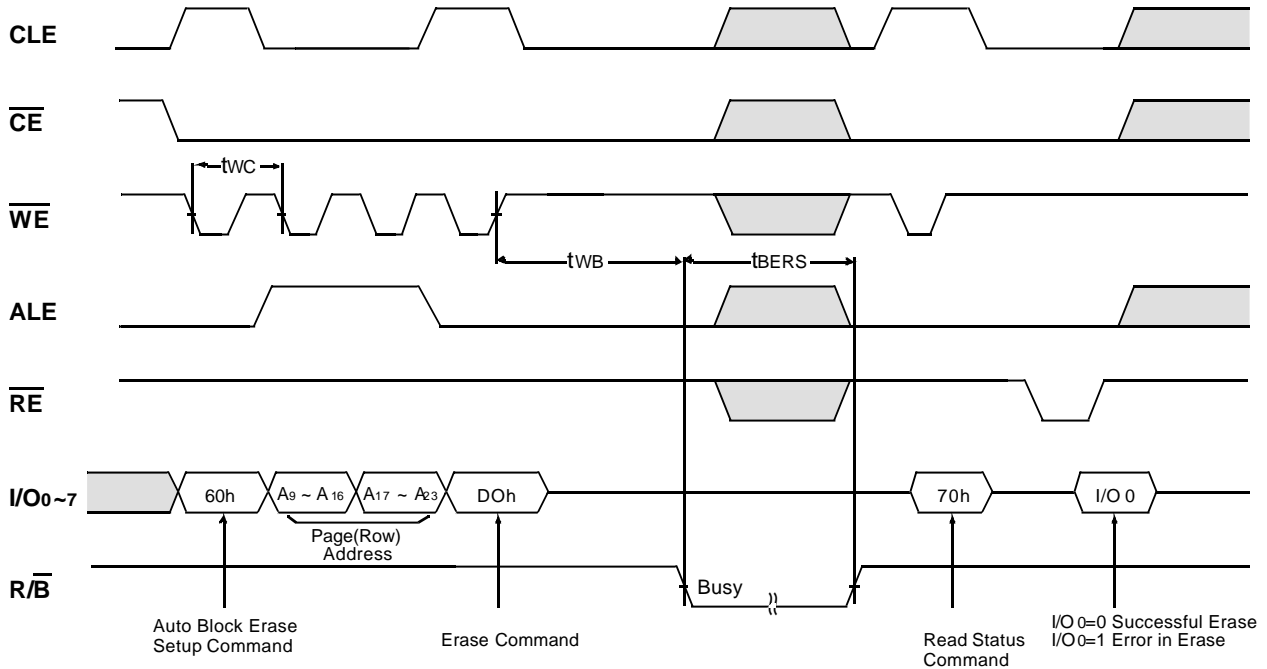 CLE
CE
tWC
WE
tWB
tBERS
ALE
RE
I/O0~7
60h
A9 ~ A16
A17 ~ A23
DOh
70h
I/O 0
Page(Row)
Address
R/B
Busy
Auto Block Erase
Setup Command
Erase Command
Read Status
Command
I/O 0=0 Successful Erase
I/O 0=1 Error in Erase